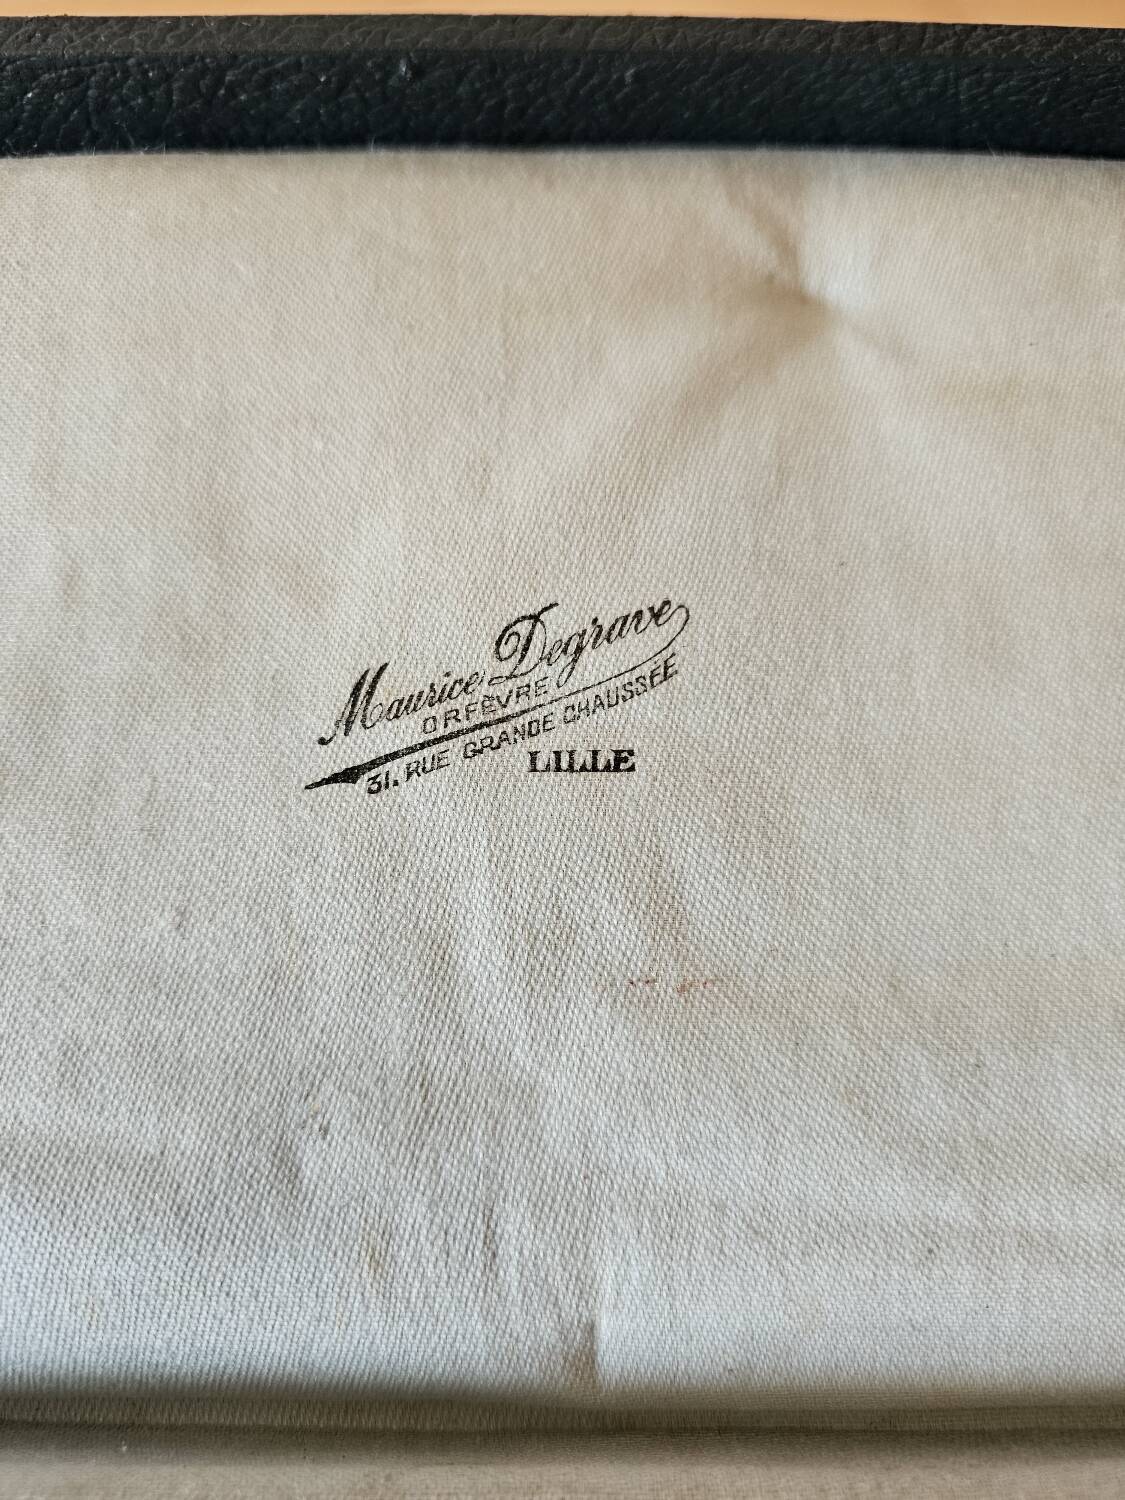 Maurice Degrave
ORFÈVRE
31. RUE GRANDE CHAUSSÉE
LILLE